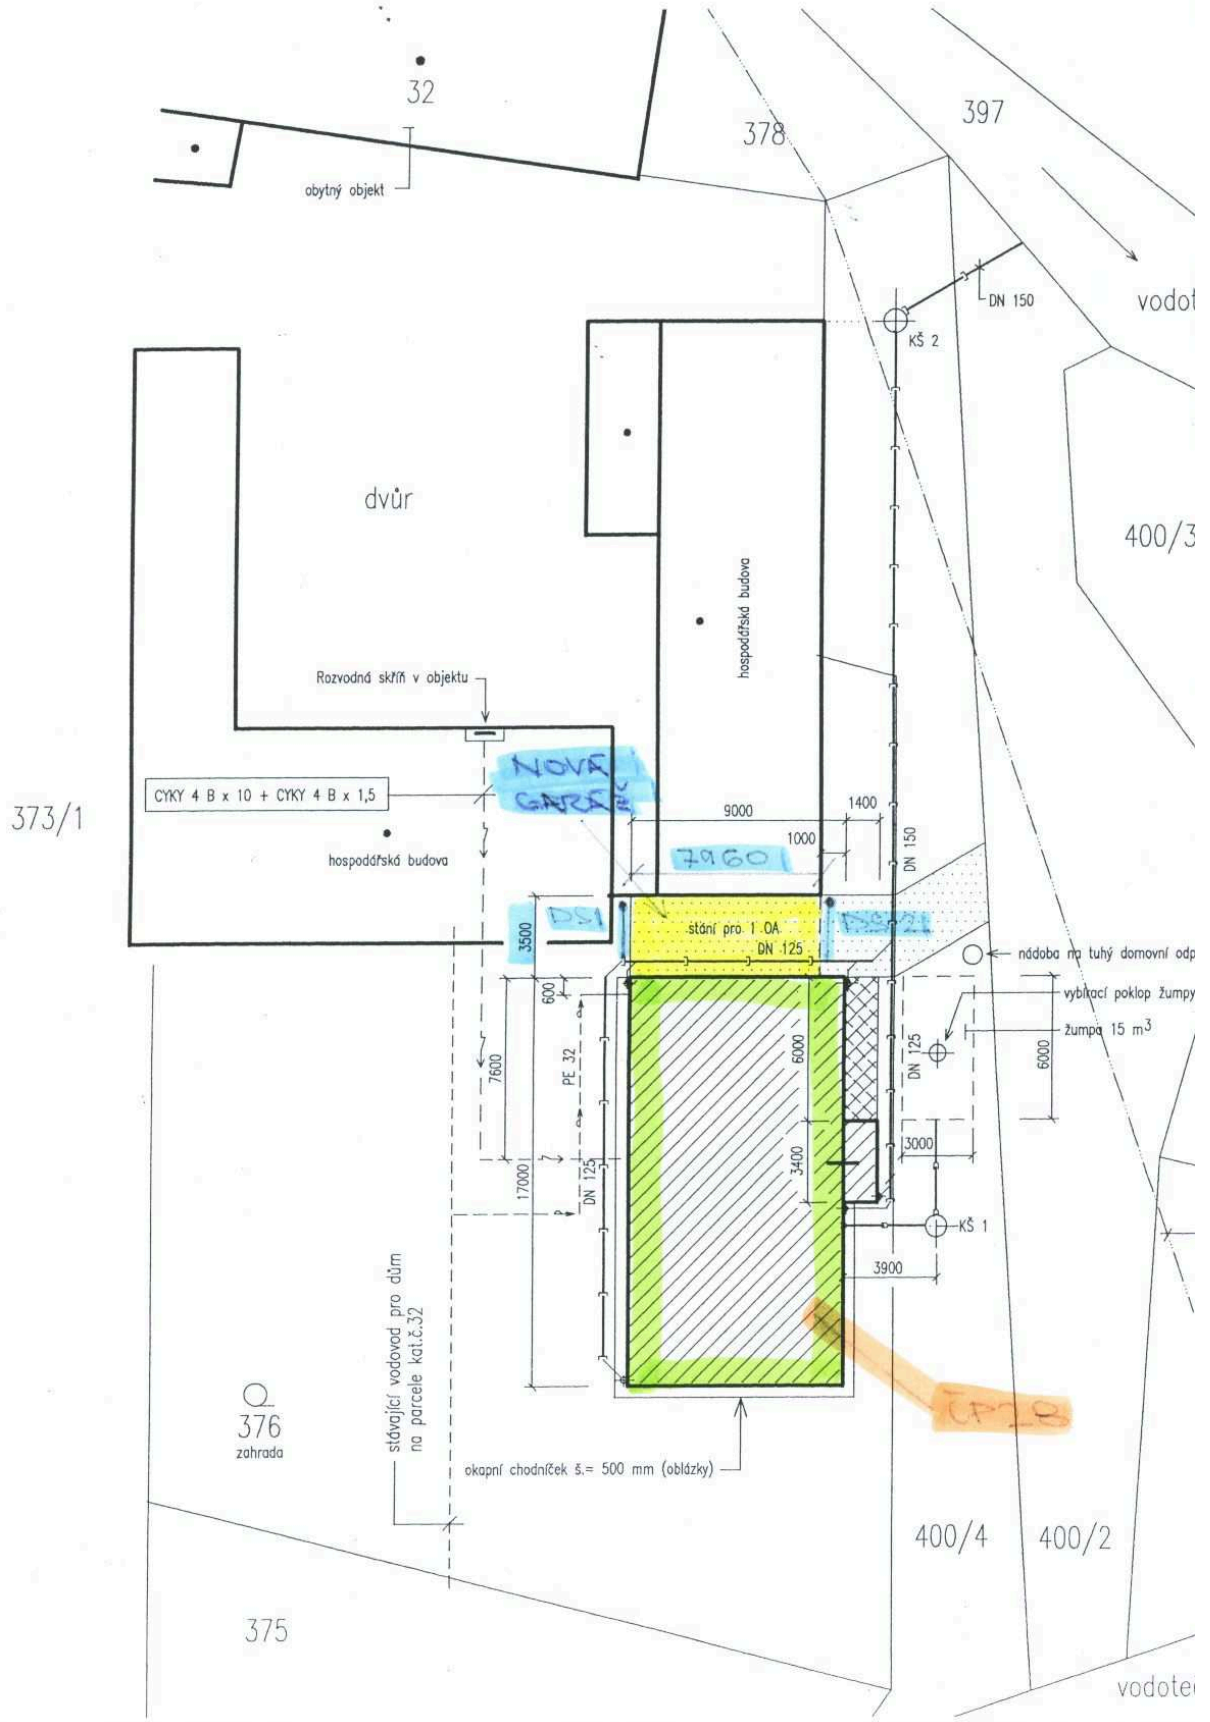 32
397
378
obytný objekt
DN 150
vodot
KŠ 2
dvůr
400/3
hospodářská budova
Rozvodná skříň v objektu
NOVÁ
GARÁŽ
CYKY 4 B x 10 + CYKY 4 B x 1,5
373/1
9000
1400
1000
7960
DN 150
hospodářská budova
DS1
3500
stání pro 1 OA
DN 125
nádoba na tuhý domovní odp
600
vybírací poklop žumpy
žumpa 15 m³
7600
PE 32
6000
DN 125
6000
3400
3000
17000
DN 125
KŠ 1
3900
stávající vodovod pro dům
na parcele kat.č.32
376
zahrada
okapní chodníček š.= 500 mm (oblázky)
400/4
400/2
375
vodote